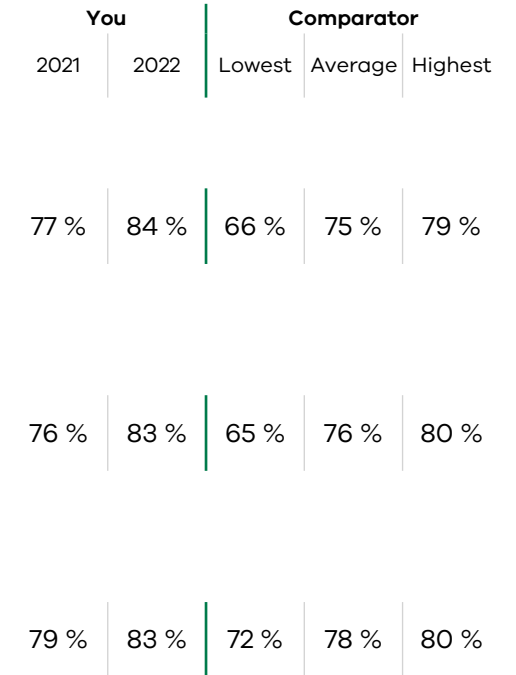 You Comparator
2021 2022 Lowest Average Highest
77 % 84 % 66 % 75 % 79 %
76 % 83 % 65 % 76 % 80 %
79 % 83 % 72 % 78 % 80 %